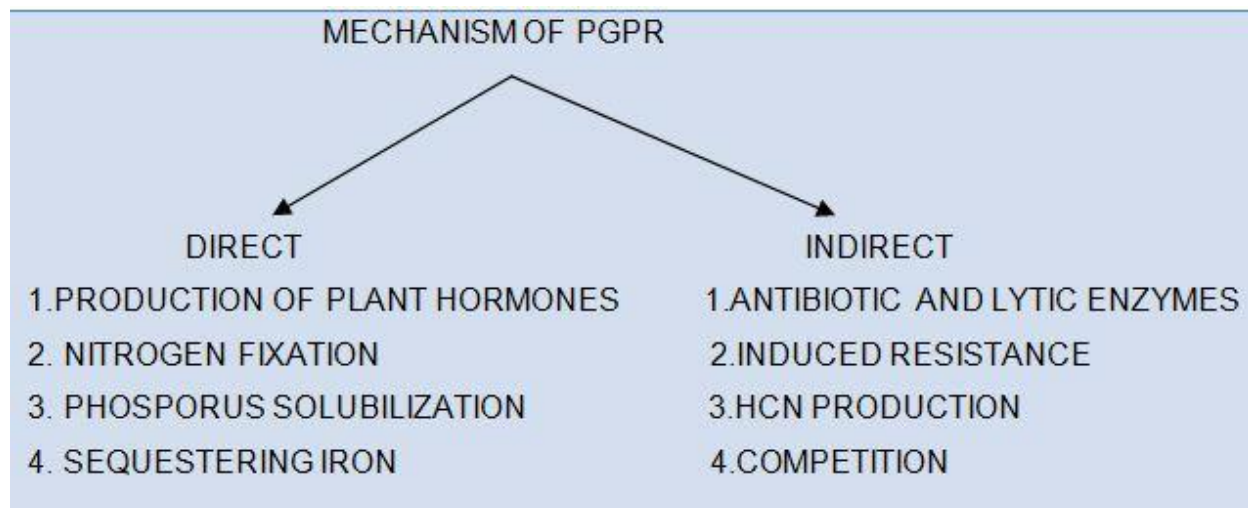 MECHANISM OF PGPR
DIRECT
1.PRODUCTION OF PLANT HORMONES
2. NITROGEN FIXATION
3. PHOSPORUS SOLUBILIZATION
4. SEQUESTERING IRON
INDIRECT
1.ANTIBIOTIC AND LYTIC ENZYMES
2.INDUCED RESISTANCE
3.HCN PRODUCTION
4.COMPETITION